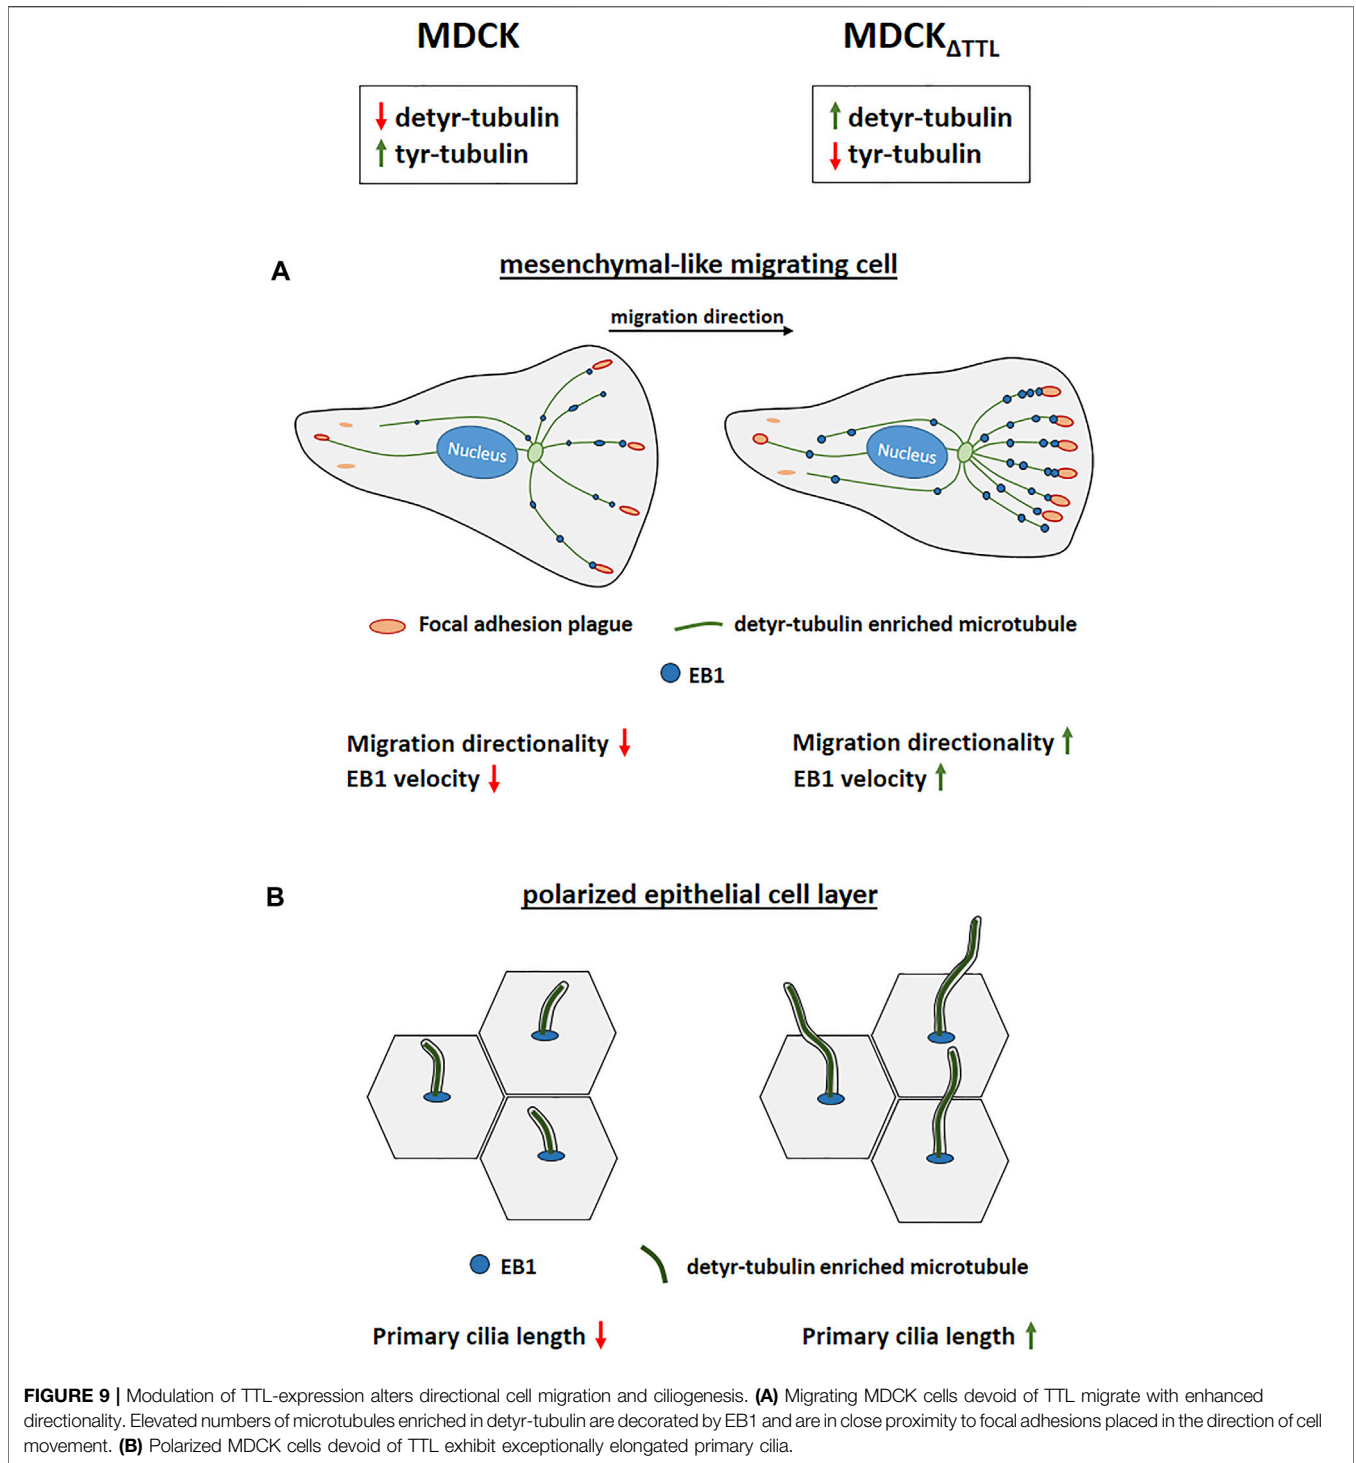 MDCK
MDCKΔTTL
↓ detyr-tubulin
↑ tyr-tubulin
↑ detyr-tubulin
↓ tyr-tubulin
A
mesenchymal-like migrating cell
migration direction
Nucleus
Nucleus
Focal adhesion plague
detyr-tubulin enriched microtubule
EB1
Migration directionality ↓
EB1 velocity ↓
Migration directionality ↑
EB1 velocity ↑
B
polarized epithelial cell layer
EB1
detyr-tubulin enriched microtubule
Primary cilia length ↓
Primary cilia length ↑
FIGURE 9 | Modulation of TTL-expression alters directional cell migration and ciliogenesis. (A) Migrating MDCK cells devoid of TTL migrate with enhanced
directionality. Elevated numbers of microtubules enriched in detyr-tubulin are decorated by EB1 and are in close proximity to focal adhesions placed in the direction of cell
movement. (B) Polarized MDCK cells devoid of TTL exhibit exceptionally elongated primary cilia.